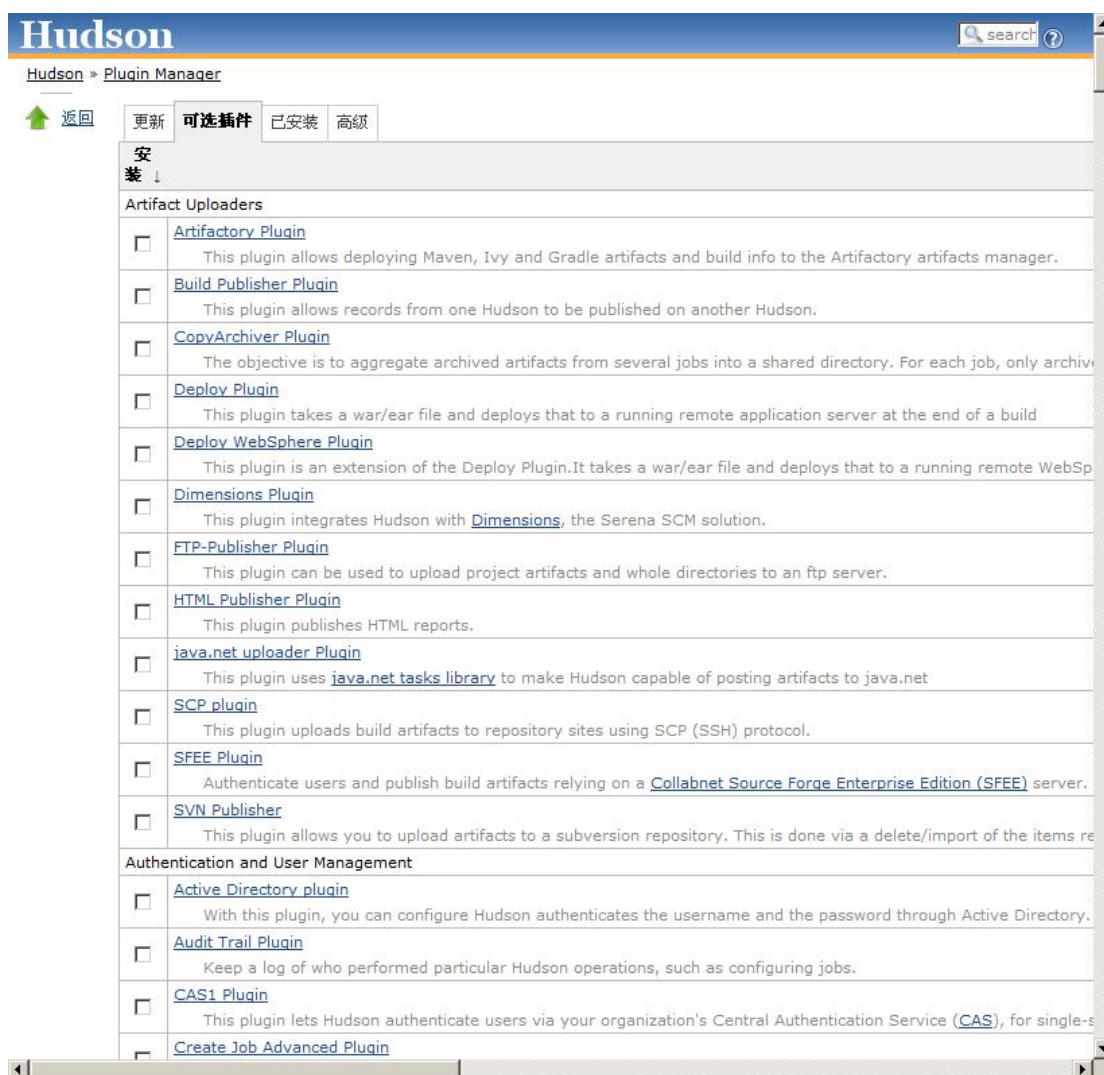 Hudson
search
Hudson » Plugin Manager
返回
更新 可选插件 已安装 高级
安
装 ↓
Artifact Uploaders
Artifactory Plugin
This plugin allows deploying Maven, Ivy and Gradle artifacts and build info to the Artifactory artifacts manager.
Build Publisher Plugin
This plugin allows records from one Hudson to be published on another Hudson.
CopyArchiver Plugin
The objective is to aggregate archived artifacts from several jobs into a shared directory. For each job, only archiv
Deploy Plugin
This plugin takes a war/ear file and deploys that to a running remote application server at the end of a build
Deploy WebSphere Plugin
This plugin is an extension of the Deploy Plugin.It takes a war/ear file and deploys that to a running remote WebSp
Dimensions Plugin
This plugin integrates Hudson with Dimensions, the Serena SCM solution.
FTP-Publisher Plugin
This plugin can be used to upload project artifacts and whole directories to an ftp server.
HTML Publisher Plugin
This plugin publishes HTML reports.
java.net uploader Plugin
This plugin uses java.net tasks library to make Hudson capable of posting artifacts to java.net
SCP plugin
This plugin uploads build artifacts to repository sites using SCP (SSH) protocol.
SFEE Plugin
Authenticate users and publish build artifacts relying on a Collabnet Source Forge Enterprise Edition (SFEE) server.
SVN Publisher
This plugin allows you to upload artifacts to a subversion repository. This is done via a delete/import of the items re
Authentication and User Management
Active Directory plugin
With this plugin, you can configure Hudson authenticates the username and the password through Active Directory.
Audit Trail Plugin
Keep a log of who performed particular Hudson operations, such as configuring jobs.
CAS1 Plugin
This plugin lets Hudson authenticate users via your organization's Central Authentication Service (CAS), for single-s
Create Job Advanced Plugin